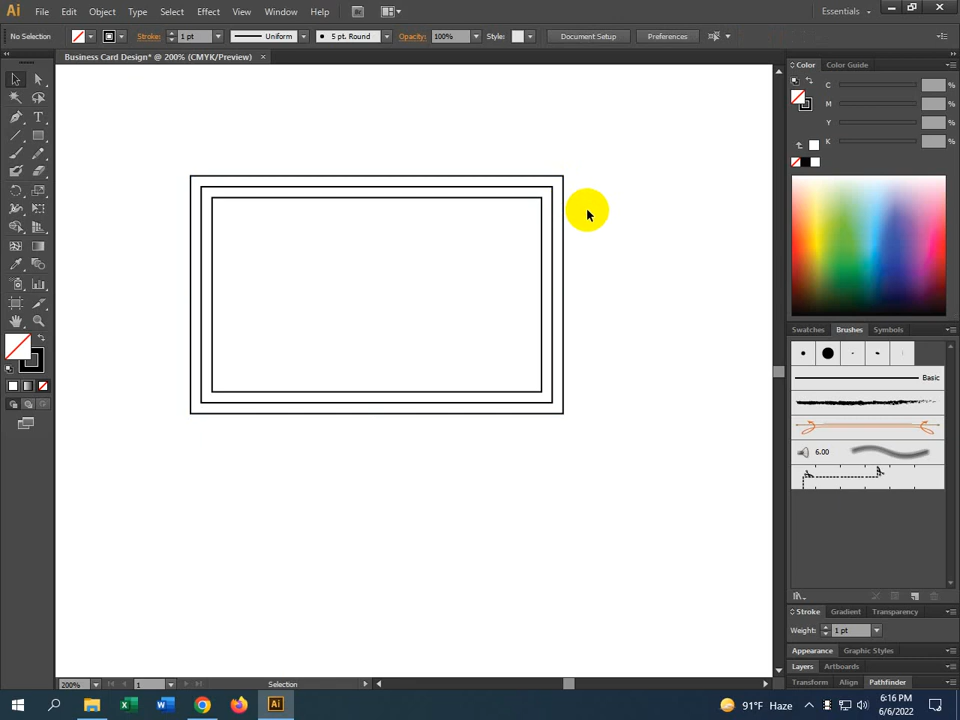 Ai File Edit Object Type Select Effect View Window Help Br Essentials
No Selection Stroke: 1 pt Uniform 5 pt. Round Opacity: 100% Style: Document Setup Preferences
Business Card Design* @ 200% (CMYK/Preview) ×
Color Color Guide
C %
M %
Y %
K %
Swatches Brushes Symbols
Basic
6.00
Stroke Gradient Transparency
Weight: 1 pt
Appearance Graphic Styles
Layers Artboards
Transform Align Pathfinder
200% 1 Selection
91°F Haze 6:16 PM
6/6/2022